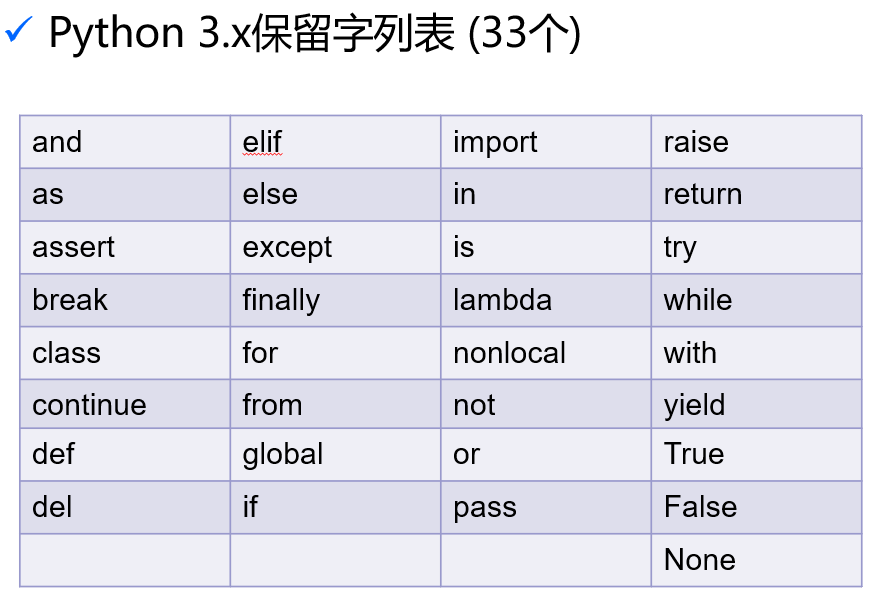 ✓ Python 3.x保留字列表 (33个)
and elif import raise
as else in return
assert except is try
break finally lambda while
class for nonlocal with
continue from not yield
def global or True
del if pass False
None